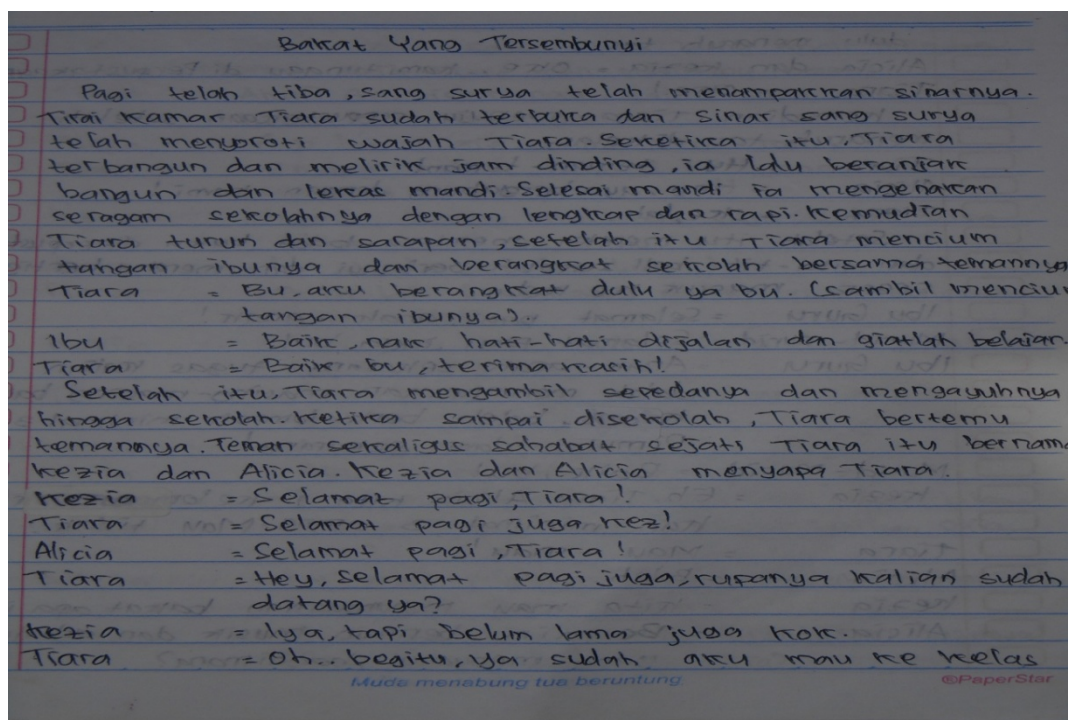 Bakat Yang Tersembunyi
Pagi telah tiba, sang surya telah menampakkan sinarnya.
Tirai kamar Tiara sudah terbuka dan sinar sang surya
telah menyoroti wajah Tiara. Seketika itu, Tiara
terbangun dan melirik jam dinding, ia lalu beranjak
bangun dan lekas mandi. Selesai mandi ia mengenakan
seragam sekolahnya dengan lengkap dan rapi. Kemudian
Tiara turun dan sarapan, setelah itu Tiara mencium
tangan ibunya dan berangkat sekolah bersama temannya
Tiara = Bu, aku berangkat dulu ya bu. (sambil menciu
tangan ibunya).
Ibu = Baik, nak hati-hati dijalan dan giatlah belajar.
Tiara = Baik bu, terima kasih!
Setelah itu, Tiara mengambil sepedanya dan mengayuhnya
hingga sekolah. Ketika sampai disekolah, Tiara bertemu
temannya. Teman sekaligus sahabat sejati Tiara itu bernama
Kezia dan Alicia. Kezia dan Alicia menyapa Tiara.
Kezia = Selamat pagi, Tiara!
Tiara = Selamat pagi juga kez!
Alicia = Selamat pagi, Tiara!
Tiara = Hey, selamat pagi juga, rupanya kalian sudah
datang ya?
Kezia = Iya, tapi belum lama juga kok.
Tiara = Oh.. begitu, ya sudah aku mau ke kelas
Muda menabung tua beruntung
©PaperStar